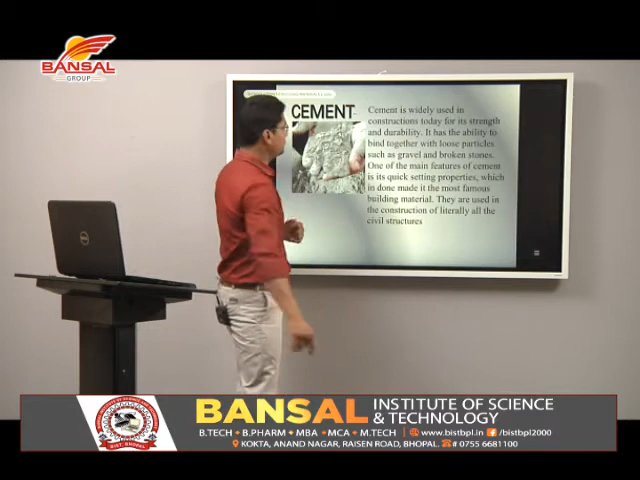 BANSAL
GROUP
CEMENT
Cement is widely used in
constructions today for its strength
and durability. It has the ability to
bind together with loose particles
such as gravel and broken stones.
One of the main features of cement
is its quick setting properties, which
in done made it the most famous
building material. They are used in
the construction of literally all the
civil structures
DELL
BIST, BHOPAL
BANSAL INSTITUTE OF SCIENCE
& TECHNOLOGY
B.TECH • B.PHARM • MBA • MCA • M.TECH | www.bistbpl.in /bistbpl2000
KOKTA, ANAND NAGAR, RAISEN ROAD, BHOPAL. # 0755 6681100